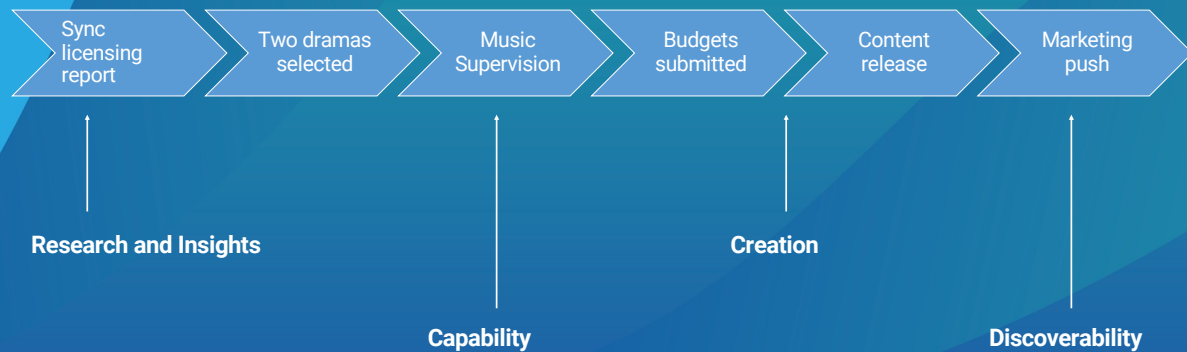 Sync
licensing
report
Two dramas
selected
Music
Supervision
Budgets
submitted
Content
release
Marketing
push
Research and Insights
Creation
Capability
Discoverability